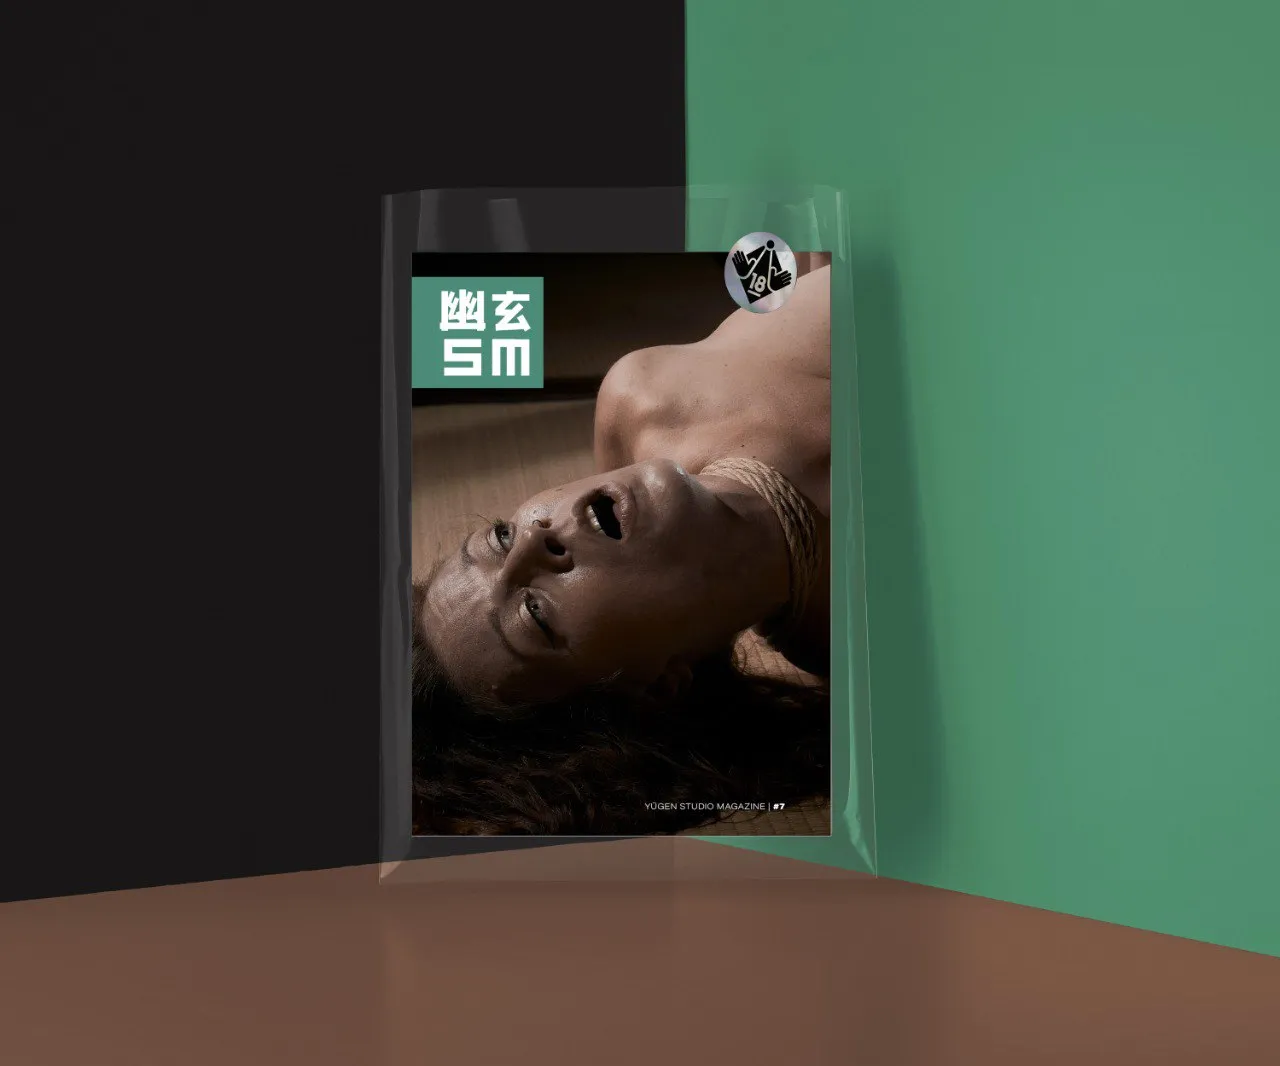 幽玄
SM
18
YŪGEN STUDIO MAGAZINE | #7